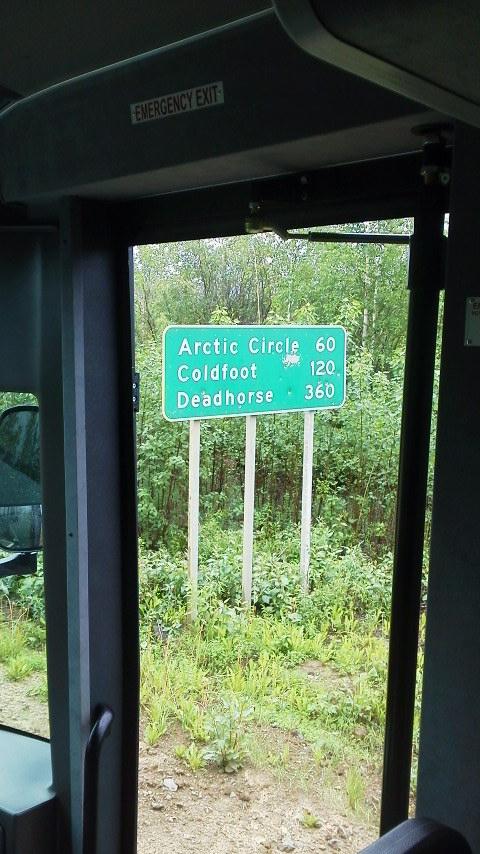 EMERGENCY EXIT
Arctic Circle 60
Coldfoot 120
Deadhorse 360